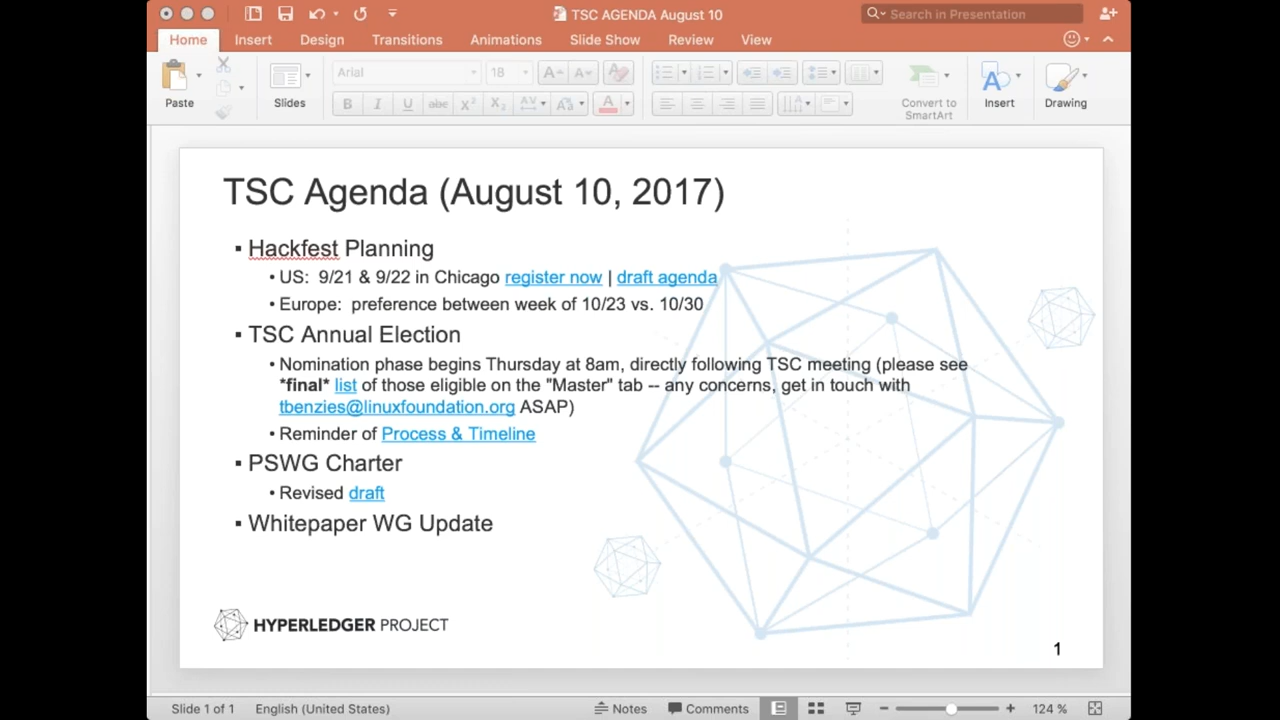 TSC AGENDA August 10
Search in Presentation
Home Insert Design Transitions Animations Slide Show Review View
Arial 18
B I U abc X² X₂ AV Aa A
Paste Slides Convert to SmartArt Insert Drawing
TSC Agenda (August 10, 2017)
▪ Hackfest Planning
• US: 9/21 & 9/22 in Chicago register now | draft agenda
• Europe: preference between week of 10/23 vs. 10/30
▪ TSC Annual Election
• Nomination phase begins Thursday at 8am, directly following TSC meeting (please see
*final* list of those eligible on the "Master" tab -- any concerns, get in touch with
tbenzies@linuxfoundation.org ASAP)
• Reminder of Process & Timeline
▪ PSWG Charter
• Revised draft
▪ Whitepaper WG Update
HYPERLEDGER PROJECT
1
Slide 1 of 1 English (United States) Notes Comments 124 %